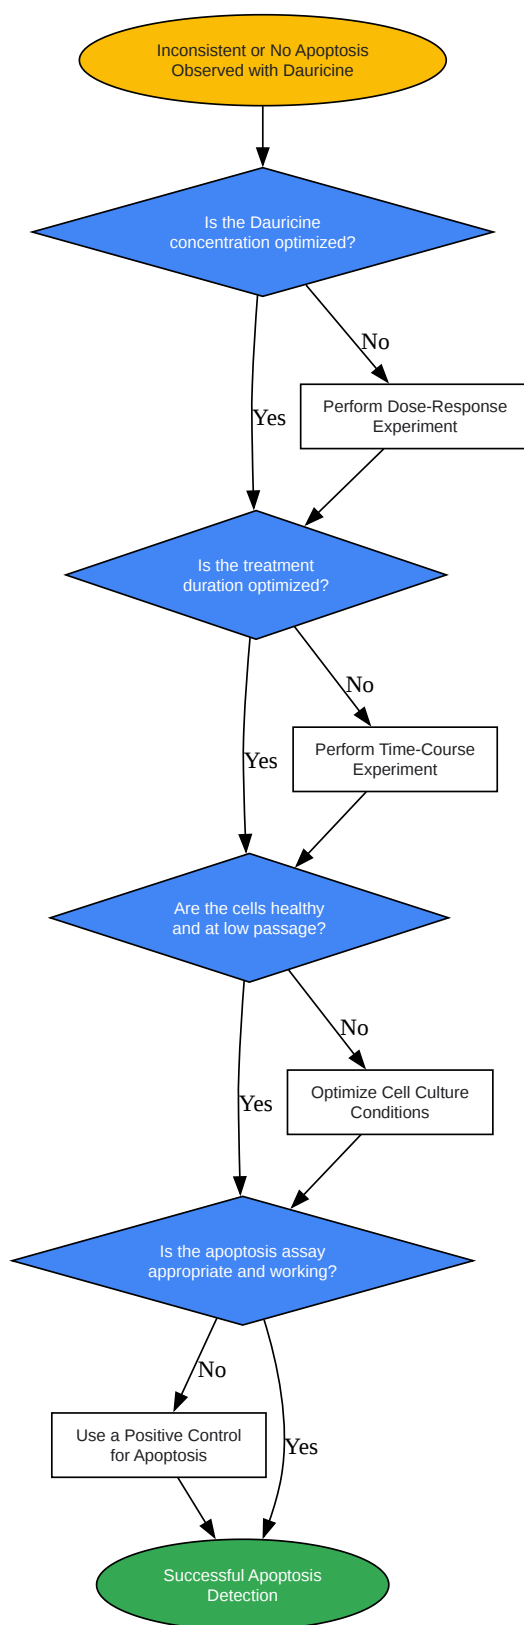 Inconsistent or No Apoptosis
Observed with Dauricine
Is the Dauricine
concentration optimized?
No
Yes
Perform Dose-Response
Experiment
Is the treatment
duration optimized?
No
Yes
Perform Time-Course
Experiment
Are the cells healthy
and at low passage?
No
Yes
Optimize Cell Culture
Conditions
Is the apoptosis assay
appropriate and working?
No
Use a Positive Control
for Apoptosis
Yes
Successful Apoptosis
Detection